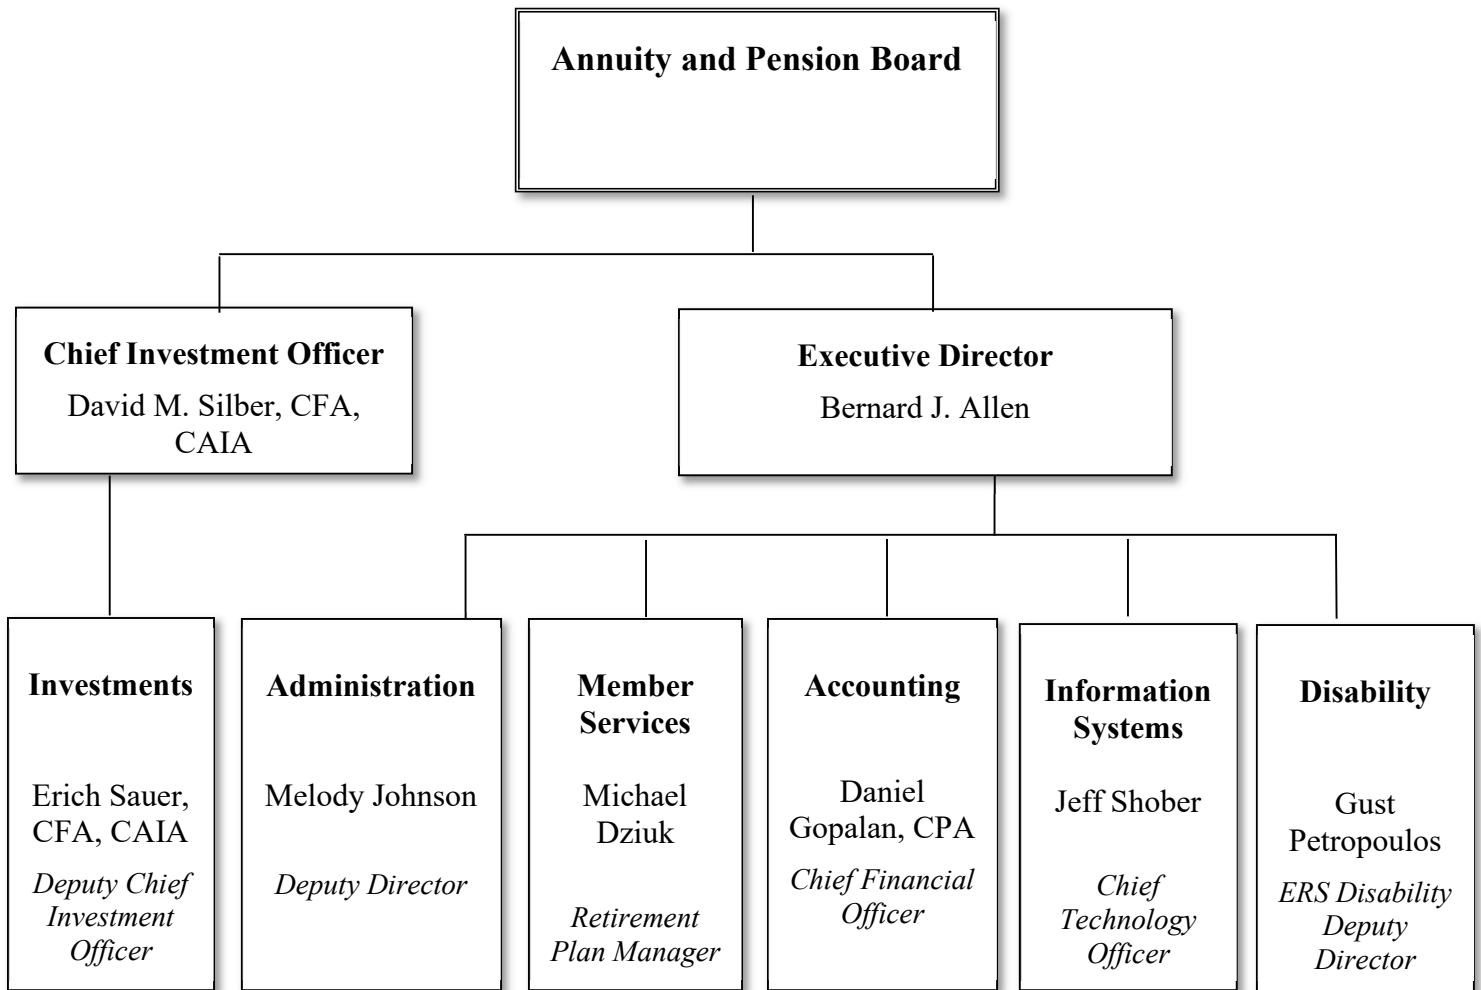 Annuity and Pension Board
Chief Investment Officer
David M. Silber, CFA,
CAIA
Executive Director
Bernard J. Allen
Investments
Erich Sauer,
CFA, CAIA
Deputy Chief
Investment
Officer
Administration
Melody Johnson
Deputy Director
Member
Services
Michael
Dziuk
Retirement
Plan Manager
Accounting
Daniel
Gopalan, CPA
Chief Financial
Officer
Information
Systems
Jeff Shober
Chief
Technology
Officer
Disability
Gust
Petropoulos
ERS Disability
Deputy
Director